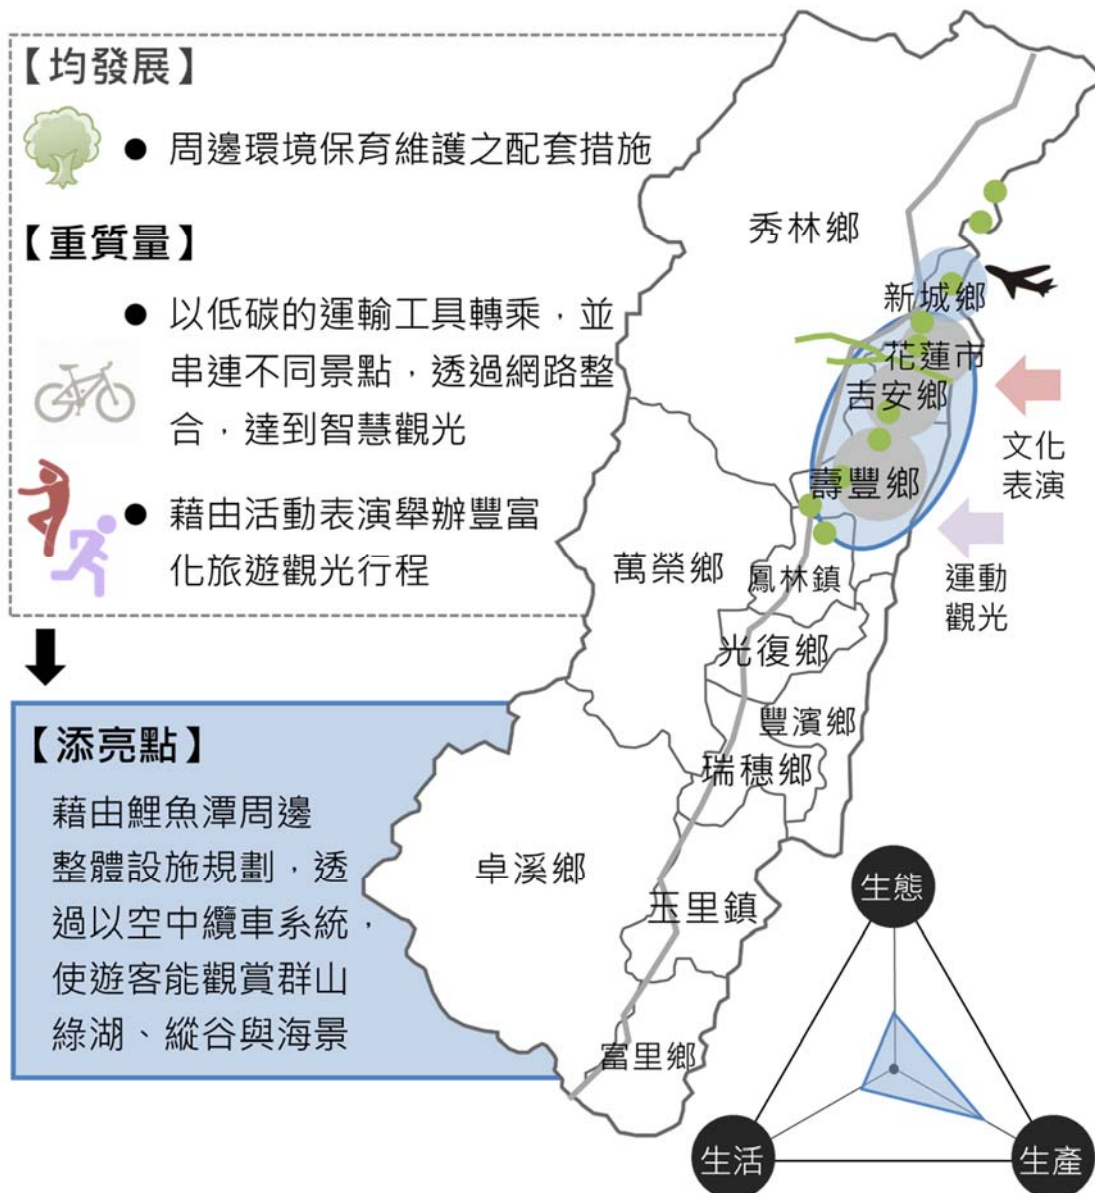 【均發展】
● 周邊環境保育維護之配套措施
【重質量】
● 以低碳的運輸工具轉乘，並
串連不同景點，透過網路整
合，達到智慧觀光
● 藉由活動表演舉辦豐富
化旅遊觀光行程
【添亮點】
藉由鯉魚潭周邊
整體設施規劃，透
過以空中纜車系統，
使遊客能觀賞群山
綠湖、縱谷與海景
秀林鄉
新城鄉
花蓮市
吉安鄉
壽豐鄉
文化
表演
運動
觀光
萬榮鄉
鳳林鎮
光復鄉
豐濱鄉
瑞穗鄉
卓溪鄉
玉里鎮
富里鄉
生態
生活
生產